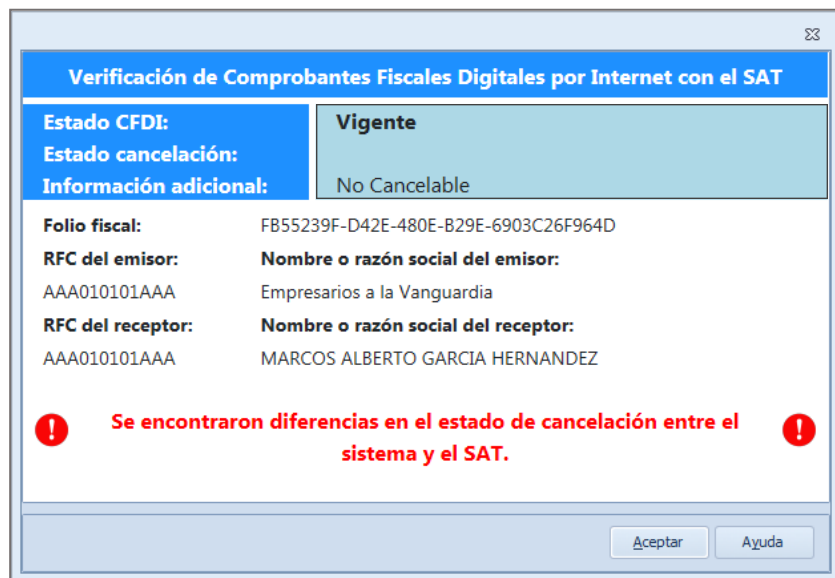 Verificación de Comprobantes Fiscales Digitales por Internet con el SAT
Estado CFDI: Vigente
Estado cancelación:
Información adicional: No Cancelable
Folio fiscal: FB55239F-D42E-480E-B29E-6903C26F964D
RFC del emisor: Nombre o razón social del emisor:
AAA010101AAA Empresarios a la Vanguardia
RFC del receptor: Nombre o razón social del receptor:
AAA010101AAA MARCOS ALBERTO GARCIA HERNANDEZ
Se encontraron diferencias en el estado de cancelación entre el
sistema y el SAT.
Aceptar Ayuda